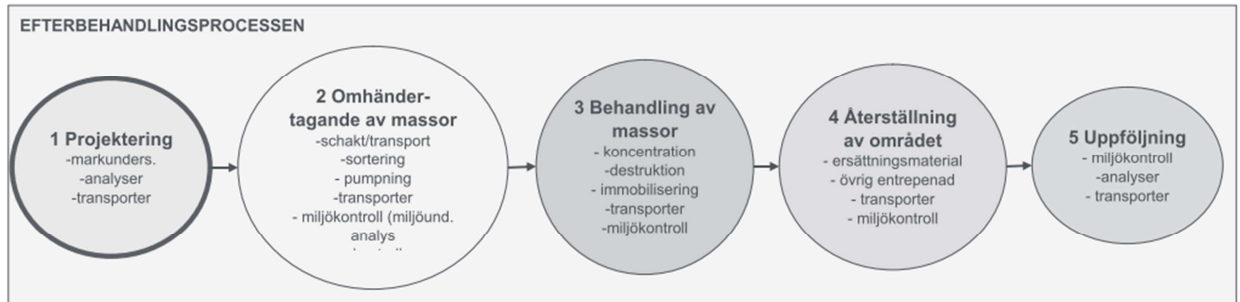 EFTERBEHANDLINGSPROCESSEN
1 Projektering
-markunders.
-analyser
-transporter
2 Omhänder-
tagande av massor
-schakt/transport
-sortering
- pumpning
-transporter
- miljökontroll (miljöund.
analys
3 Behandling av
massor
- koncentration
-destruktion
- immobilisering
-transporter
-miljökontroll
4 Återställning
av området
- ersättningsmaterial
- övrig entrepenad
- transporter
- miljökontroll
5 Uppföljning
- miljökontroll
-analyser
- transporter